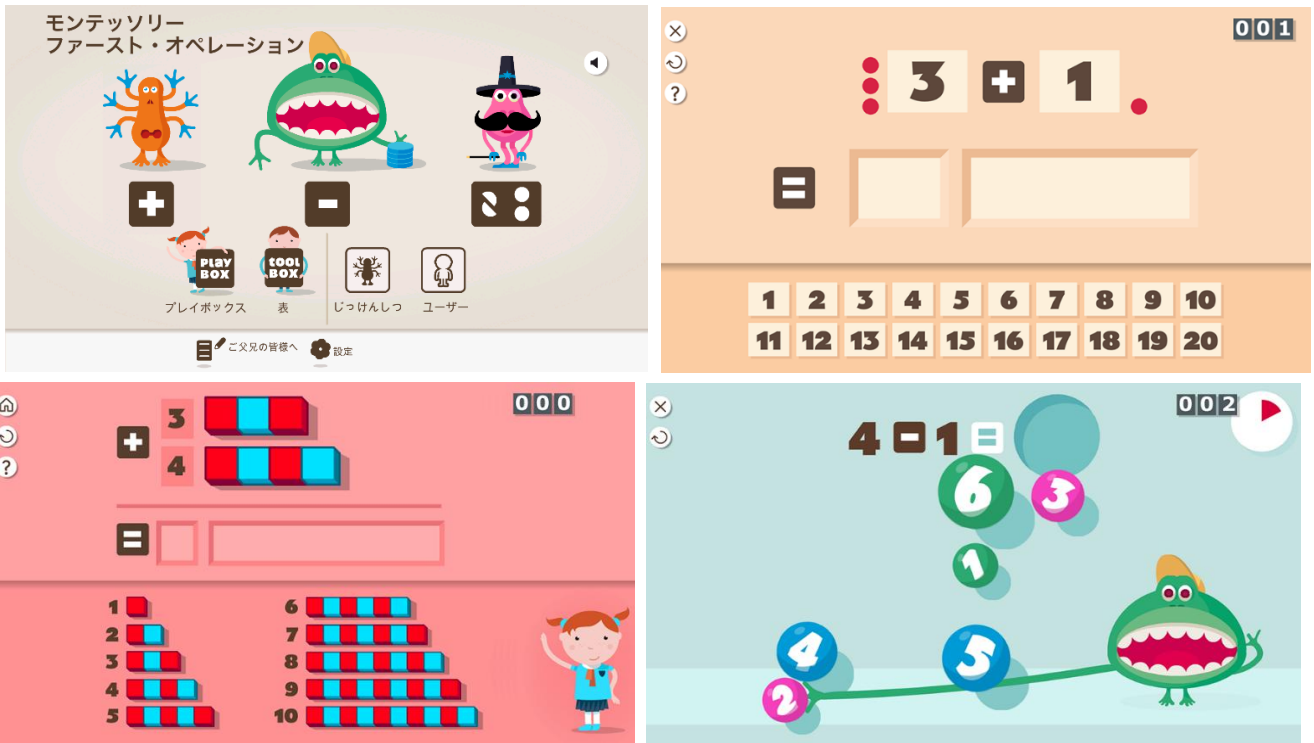 モンテッソリー
ファースト・オペレーション
+
-
PLAY BOX
TOOL BOX
プレイボックス
表
じっけんしつ
ユーザー
ご父兄の皆様へ
設定
001
?
3 + 1
=
1 2 3 4 5 6 7 8 9 10
11 12 13 14 15 16 17 18 19 20
000
?
3
+
4
=
1
2
3
4
5
6
7
8
9
10
002
4 - 1 =
6
3
1
4
5
2